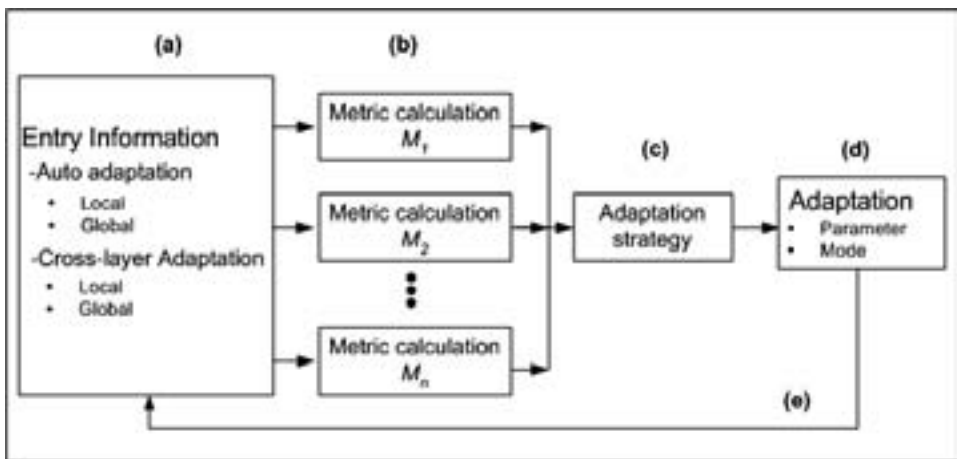 (a)
(b)
(c)
(d)
(e)
Entry Information
-Auto adaptation
• Local
• Global
-Cross-layer Adaptation
• Local
• Global
Metric calculation
M1
Metric calculation
M2
Metric calculation
Mn
Adaptation
strategy
Adaptation
• Parameter
• Mode